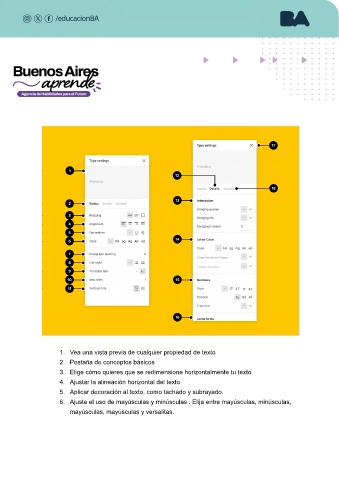 /educacionBA
BA
Buenos Aires
aprende
Agencia de Habilidades para el Futuro
Type settings
17
Type settings
1
Preview
12
Preview
Basics Details Variable
15
2
Basics Details Variable
13
Indentation
Hanging quotes
3
Resizing
Hanging lists
4
Alignment
Paragraph indent 0
5
Decoration
6
Case
14
Letter Case
Case
7
Paragraph spacing 0
8
List style
9
Truncate text
10
Max lines 1
15
Numbers
11
Vertical trim
Style
Position
Fractions
16
Letterforms
1. Vea una vista previa de cualquier propiedad de texto
2. Pestaña de conceptos básicos
3. Elige cómo quieres que se redimensione horizontalmente tu texto
4. Ajustar la alineación horizontal del texto
5. Aplicar decoración al texto, como tachado y subrayado.
6. Ajuste el uso de mayúsculas y minúsculas . Elija entre mayúsculas, minúsculas,
mayúsculas, mayúsculas y versalitas.